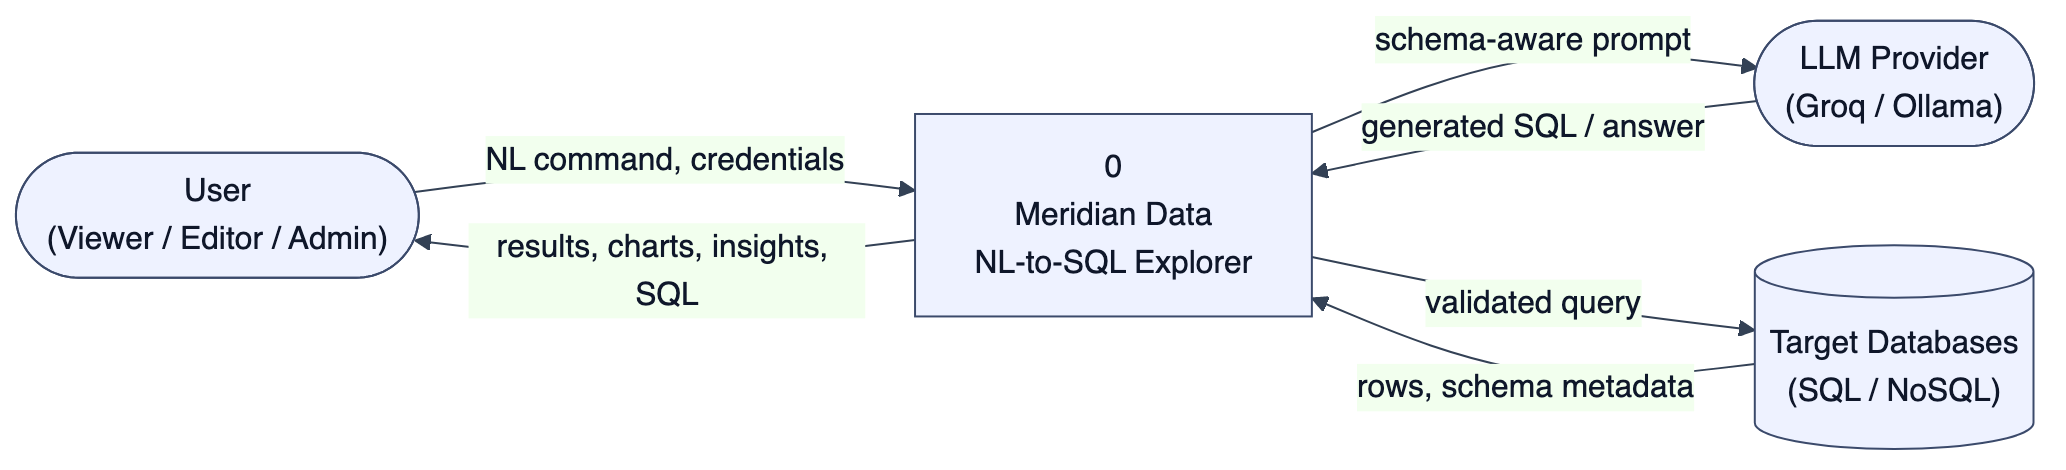 schema-aware prompt
LLM Provider
(Groq / Ollama)
generated SQL / answer
NL command, credentials
User
(Viewer / Editor / Admin)
results, charts, insights,
SQL
0
Meridian Data
NL-to-SQL Explorer
validated query
Target Databases
(SQL / NoSQL)
rows, schema metadata